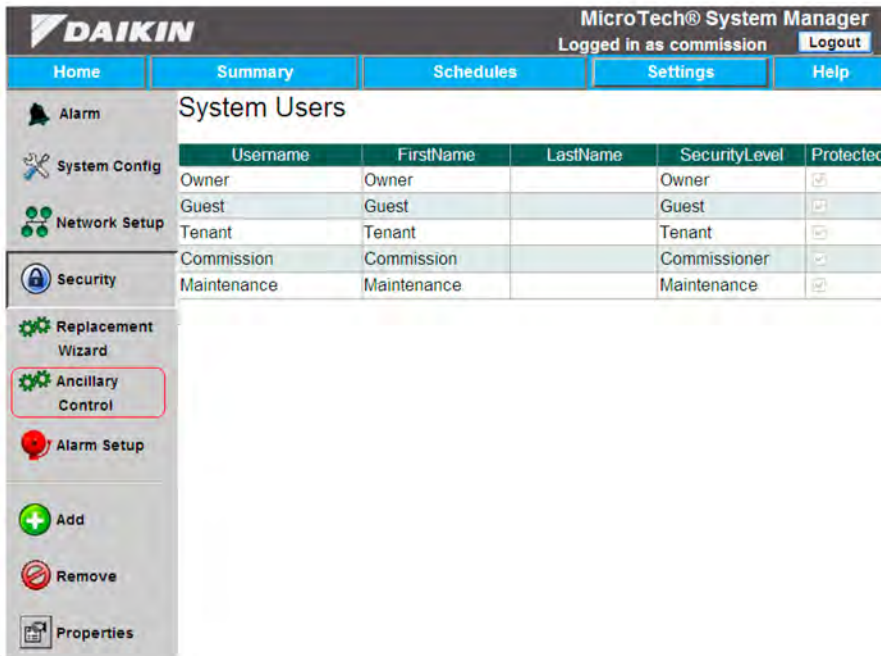 DAIKIN
MicroTech® System Manager
Logged in as commission Logout
Home Summary Schedules Settings Help
Alarm
System Config
Network Setup
Security
Replacement
Wizard
Ancillary
Control
Alarm Setup
Add
Remove
Properties
System Users
Username FirstName LastName SecurityLevel Protected
Owner Owner Owner
Guest Guest Guest
Tenant Tenant Tenant
Commission Commission Commissioner
Maintenance Maintenance Maintenance